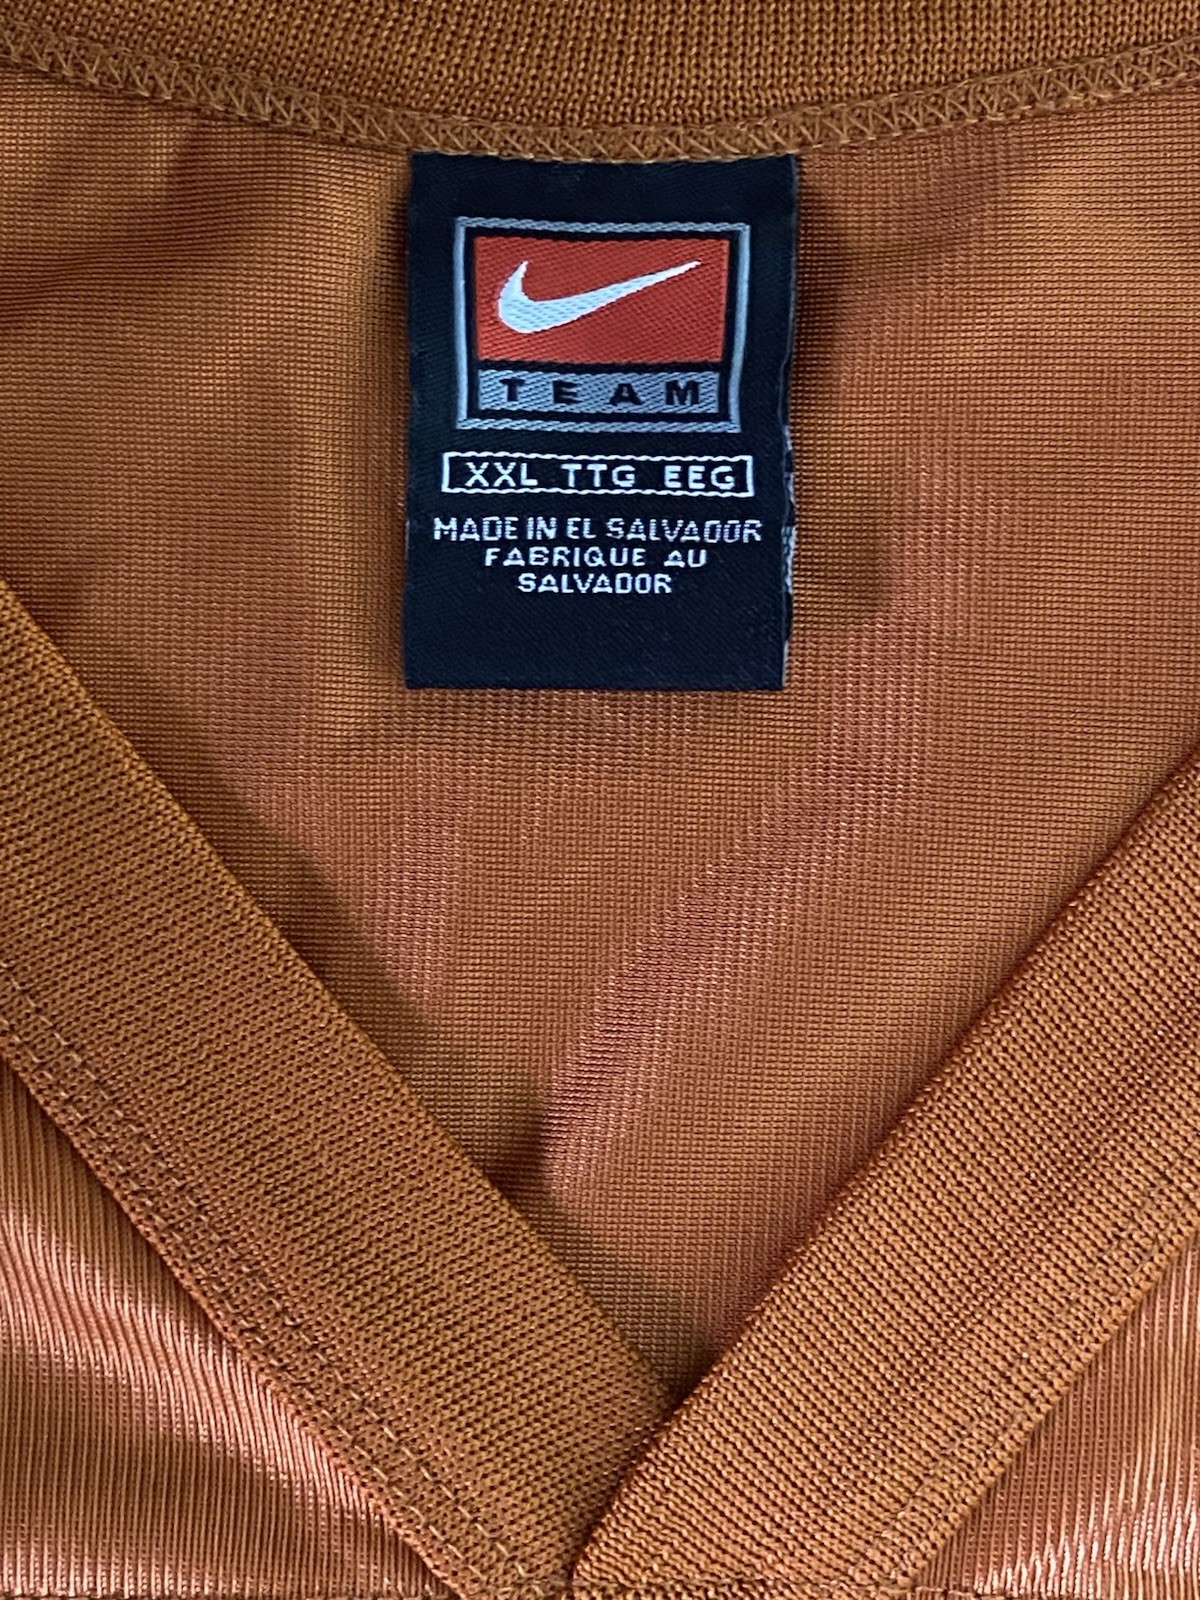 TEAM
XXL TTG EEG
MADE IN EL SALVADOR
FABRIQUE AU
SALVADOR